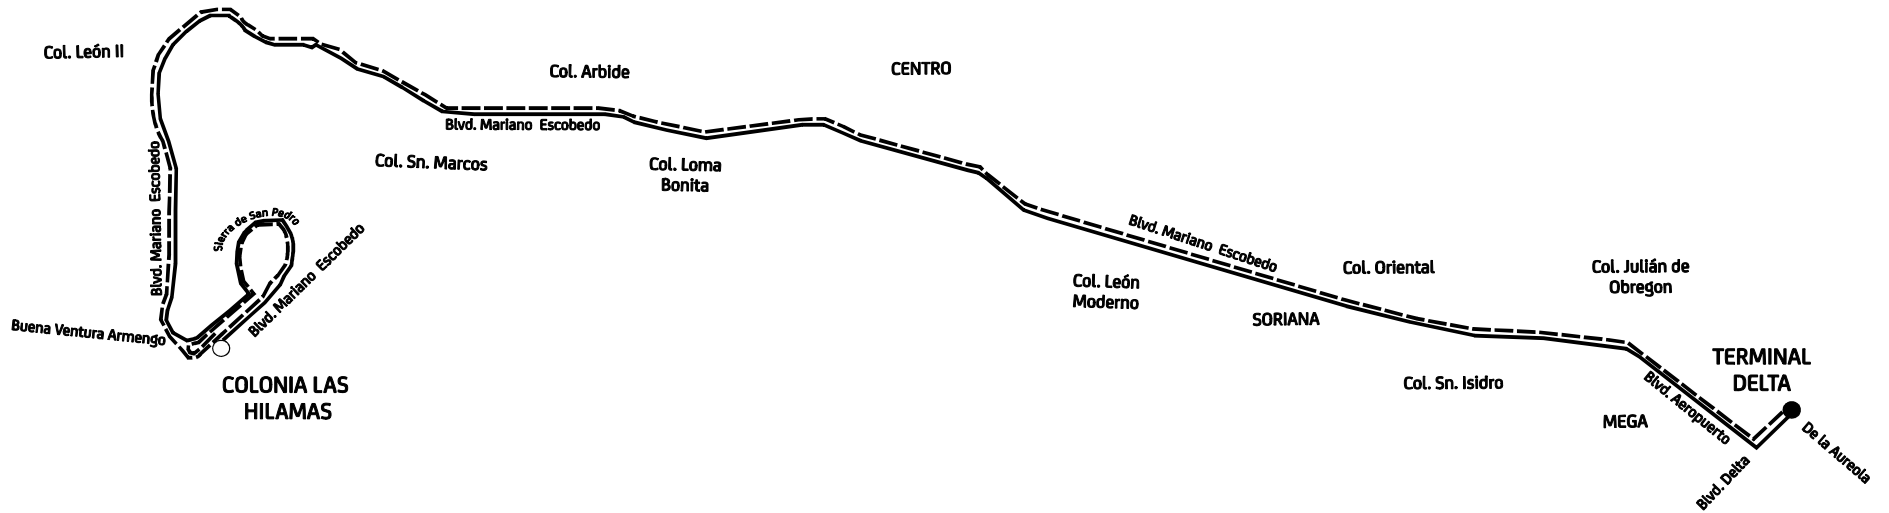 Col. León II
Col. Arbide
CENTRO
Blvd. Mariano Escobedo
Col. Sn. Marcos
Col. Loma
Bonita
Blvd. Mariano Escobedo
Sierra de San Pedro
Blvd. Mariano Escobedo
Buena Ventura Armengo
COLONIA LAS
HILAMAS
Blvd. Mariano Escobedo
Col. León
Moderno
SORIANA
Col. Oriental
Col. Julián de
Obregon
Col. Sn. Isidro
MEGA
TERMINAL
DELTA
Blvd. Aeropuerto
Blvd. Delta
De la Aureola